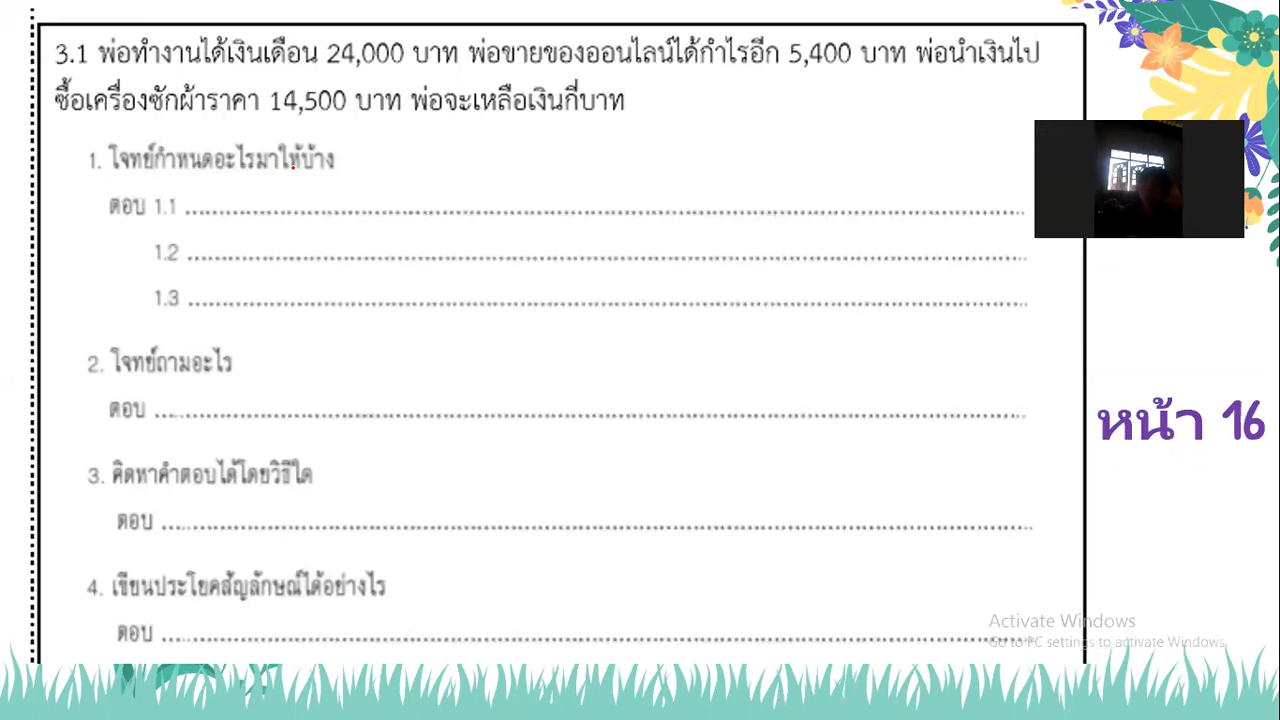 3.1 พ่อทำงานได้เงินเดือน 24,000 บาท พ่อขายของออนไลน์ได้กำไรอีก 5,400 บาท พ่อนำเงินไป
ซื้อเครื่องซักผ้าราคา 14,500 บาท พ่อจะเหลือเงินกี่บาท
1. โจทย์กำหนดอะไรมาให้บ้าง
ตอบ 1.1 ........................................................................
1.2 ........................................................................
1.3 ........................................................................
2. โจทย์ถามอะไร
ตอบ ........................................................................
3. คิดหาคำตอบได้โดยวิธีใด
ตอบ ........................................................................
4. เขียนประโยคสัญลักษณ์ได้อย่างไร
ตอบ ........................................................................
หน้า 16
Activate Windows
Go to PC settings to activate Windows.